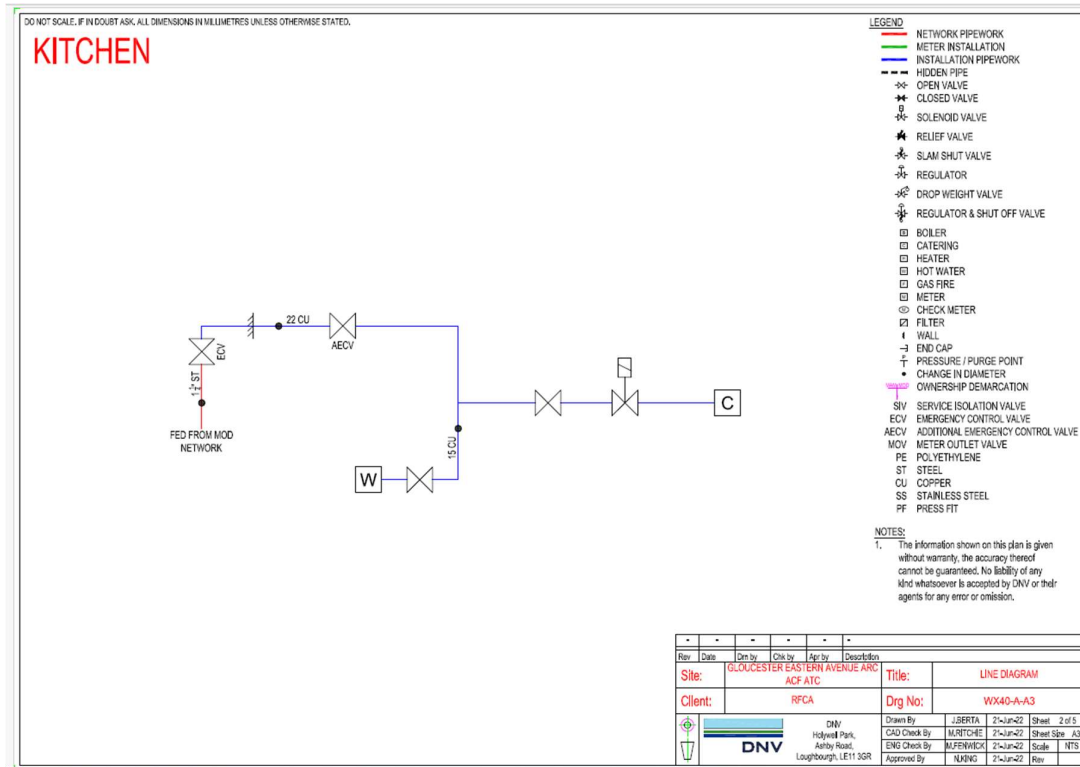 DO NOT SCALE. IF IN DOUBT ASK. ALL DIMENSIONS IN MILLIMETRES UNLESS OTHERWISE STATED.
KITCHEN
LEGEND
NETWORK PIPEWORK
METER INSTALLATION
INSTALLATION PIPEWORK
HIDDEN PIPE
OPEN VALVE
CLOSED VALVE
SOLENOID VALVE
RELIEF VALVE
SLAM SHUT VALVE
REGULATOR
DROP WEIGHT VALVE
REGULATOR & SHUT OFF VALVE
BOILER
CATERING
HEATER
HOT WATER
GAS FIRE
METER
CHECK METER
FILTER
WALL
END CAP
PRESSURE / PURGE POINT
CHANGE IN DIAMETER
OWNERSHIP DEMARCATION
SIV SERVICE ISOLATION VALVE
ECV EMERGENCY CONTROL VALVE
AECV ADDITIONAL EMERGENCY CONTROL VALVE
MOV METER OUTLET VALVE
PE POLYETHYLENE
ST STEEL
CU COPPER
SS STAINLESS STEEL
PF PRESS FIT
NOTES:
1. The information shown on this plan is given
without warranty, the accuracy thereof
cannot be guaranteed. No liability of any
kind whatsoever is accepted by DNV or their
agents for any error or omission.
22 CU
AECV
ECV
ST
FED FROM MOD
NETWORK
15 CU
W
C
- - - - - -
Rev Date Drn by Chk by Apr by Description
Site: GLOUCESTER EASTERN AVENUE ARC
ACF ATC
Title: LINE DIAGRAM
Client: RFCA
Drg No: WX40-A-A3
DNV
DNV
Holywell Park,
Ashby Road,
Loughbourgh, LE11 3GR
Drawn By J.BERTA 21-Jun-22 Sheet 2 of 5
CAD Check By M.RITCHIE 21-Jun-22 Sheet Size A3
ENG Check By M.FENWICK 21-Jun-22 Scale NTS
Approved By N.KING 21-Jun-22 Rev